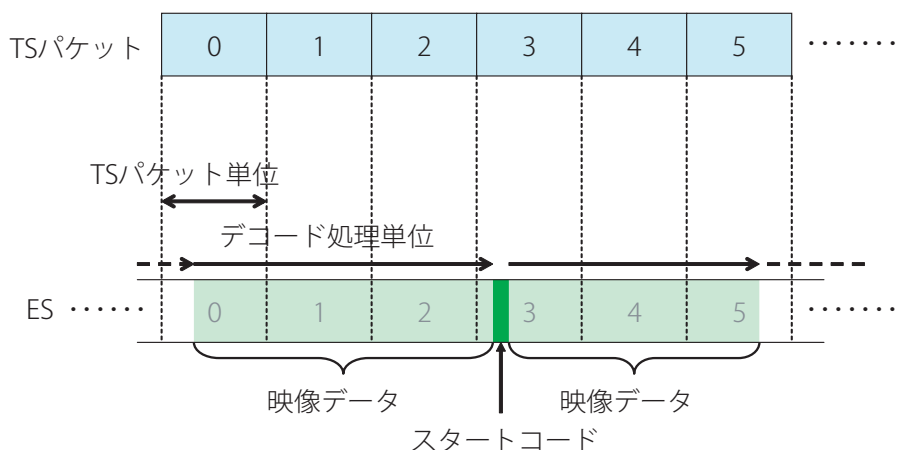 TSパケット 0 1 2 3 4 5 ・・・・・・
TSパケット単位
デコード処理単位
ES ・・・・・・ 0 1 2 3 4 5 ・・・・・・
映像データ 映像データ
スタートコード